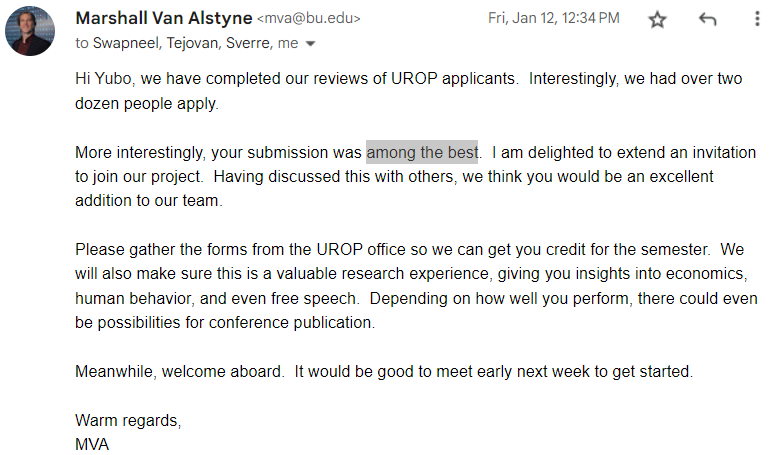 Marshall Van Alstyne <mva@bu.edu>
Fri, Jan 12, 12:34 PM
to Swapneel, Tejovan, Sverre, me
Hi Yubo, we have completed our reviews of UROP applicants.  Interestingly, we had over two
dozen people apply.
More interestingly, your submission was among the best.  I am delighted to extend an invitation
to join our project.  Having discussed this with others, we think you would be an excellent
addition to our team.
Please gather the forms from the UROP office so we can get you credit for the semester.  We
will also make sure this is a valuable research experience, giving you insights into economics,
human behavior, and even free speech.  Depending on how well you perform, there could even
be possibilities for conference publication.
Meanwhile, welcome aboard.  It would be good to meet early next week to get started.
Warm regards,
MVA